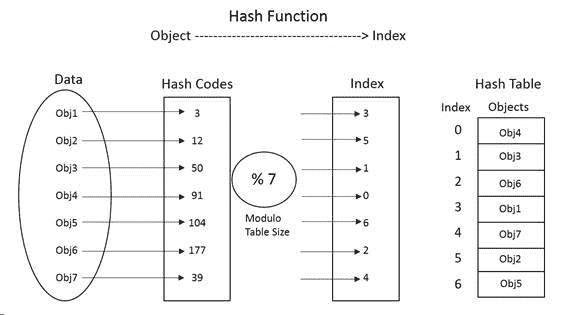 Hash Function
Object ----------------------------------> Index
Data
Hash Codes
Index
Hash Table
Index Objects
Obj1 3 3
Obj2 12 5
Obj3 50 1
Obj4 91 0
Obj5 104 6
Obj6 177 2
Obj7 39 4
% 7
Modulo
Table Size
0 Obj4
1 Obj3
2 Obj6
3 Obj1
4 Obj7
5 Obj2
6 Obj5